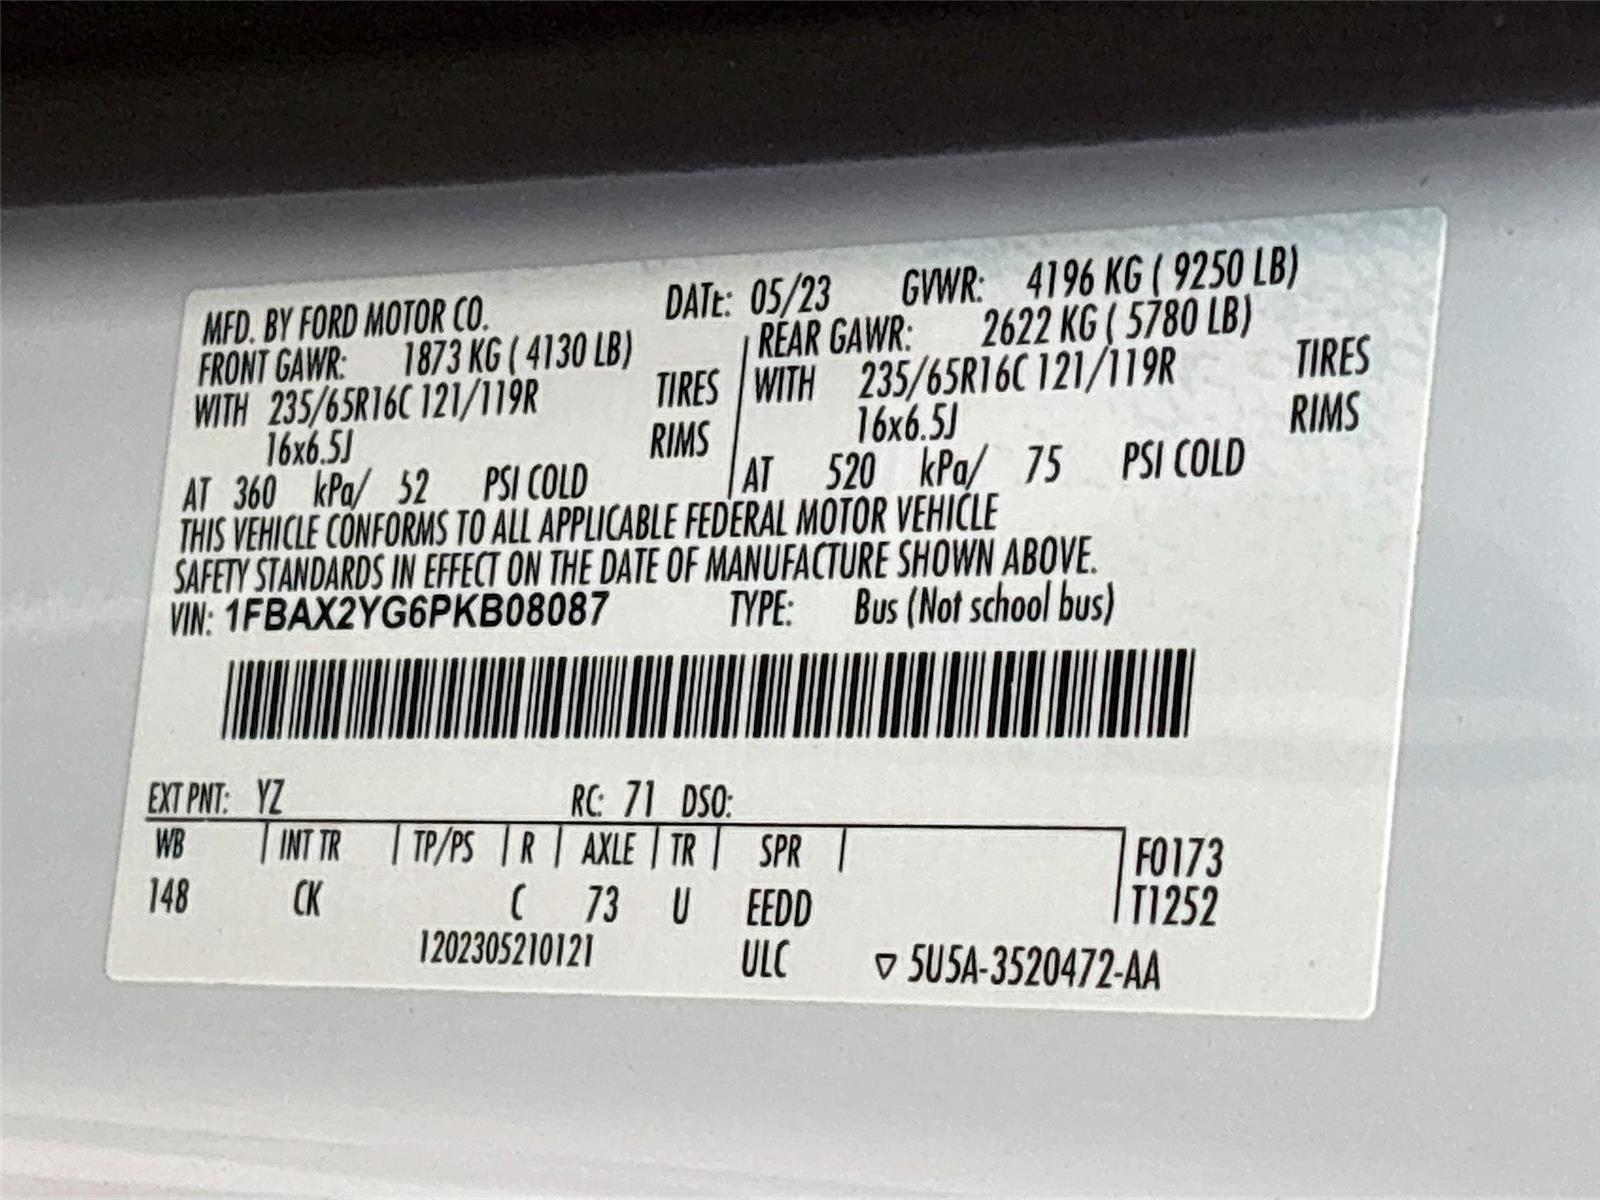 MFD. BY FORD MOTOR CO. DATE: 05/23 GVWR: 4196 KG ( 9250 LB)
FRONT GAWR: 1873 KG ( 4130 LB) REAR GAWR: 2622 KG ( 5780 LB)
WITH 235/65R16C 121/119R TIRES WITH 235/65R16C 121/119R TIRES
16x6.5J RIMS 16x6.5J RIMS
AT 360 kPa/ 52 PSI COLD AT 520 kPa/ 75 PSI COLD
THIS VEHICLE CONFORMS TO ALL APPLICABLE FEDERAL MOTOR VEHICLE
SAFETY STANDARDS IN EFFECT ON THE DATE OF MANUFACTURE SHOWN ABOVE.
VIN: 1FBAX2YG6PKB08087 TYPE: Bus (Not school bus)
EXT PNT: YZ RC: 71 DSO:
WB INT TR TP/PS R AXLE TR SPR F0173
148 CK C 73 U EEDD T1252
1202305210121 ULC ▽ 5U5A-3520472-AA